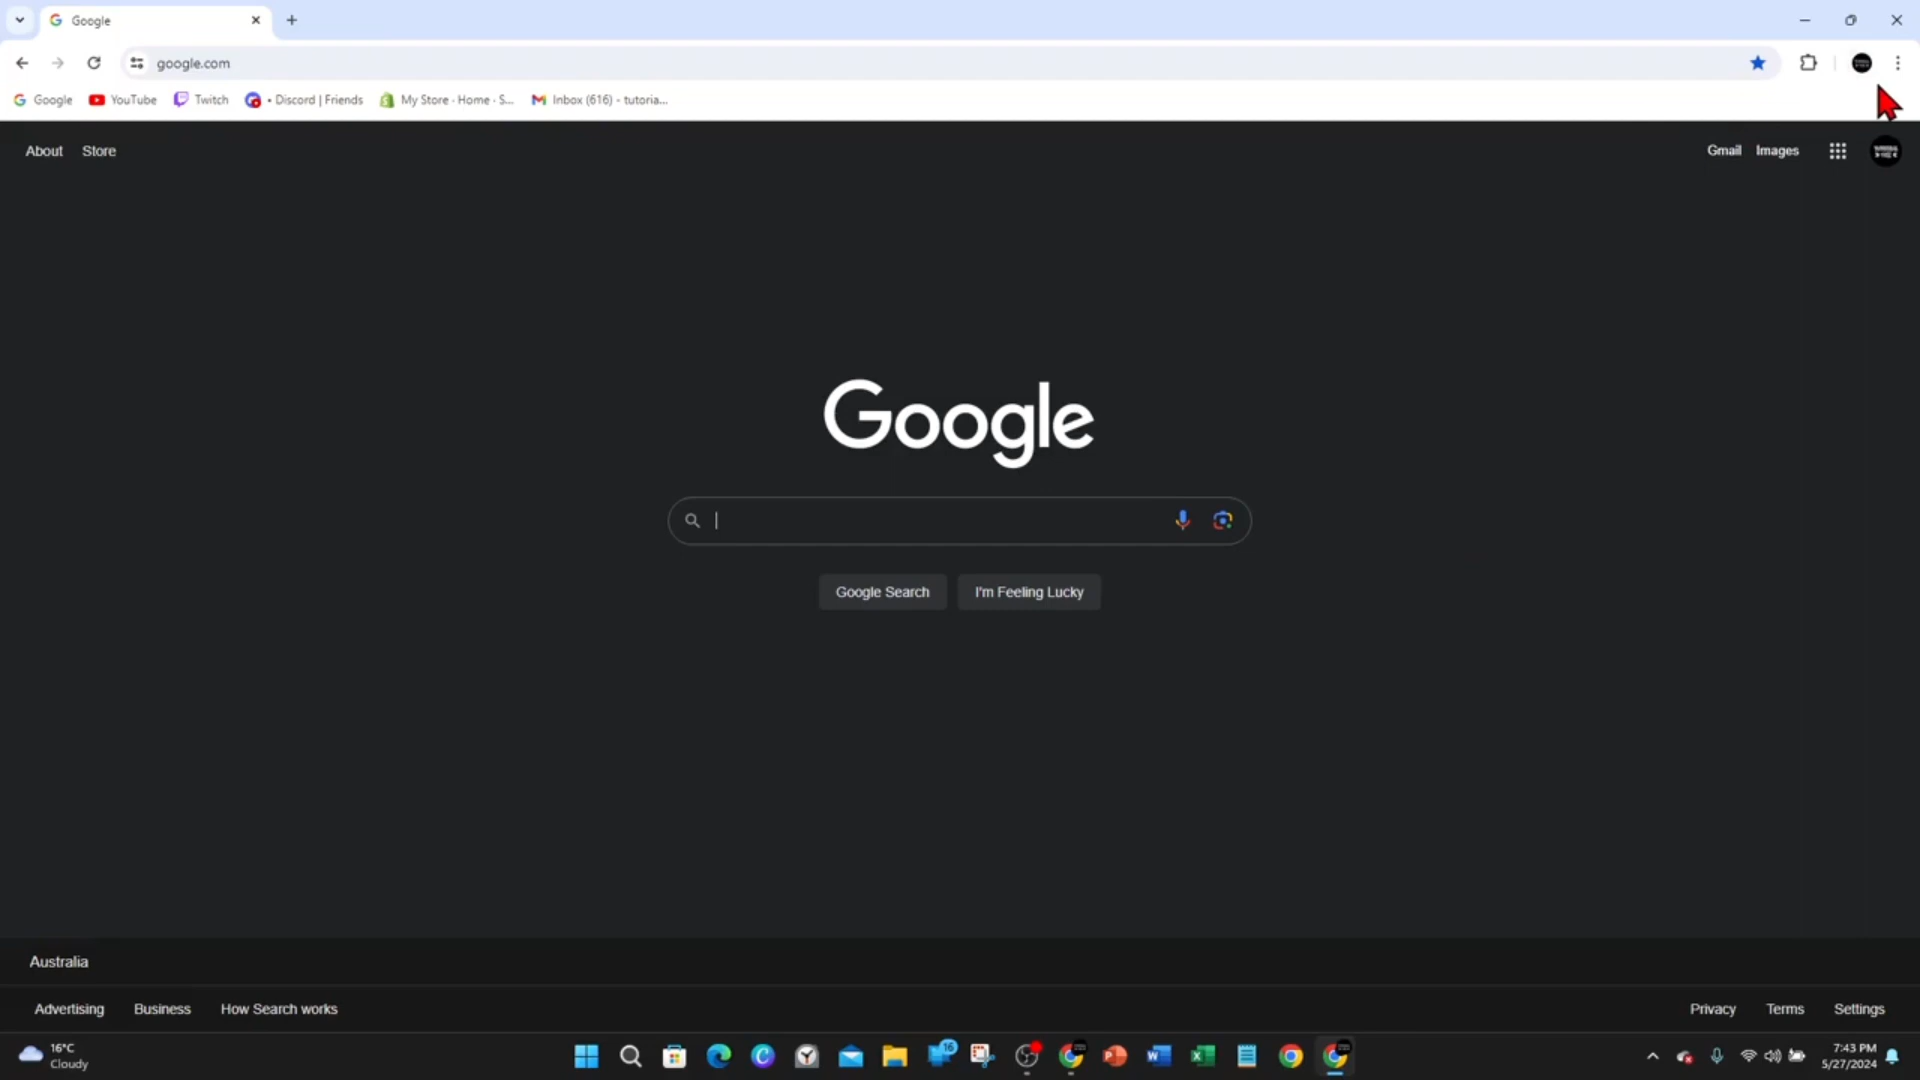 Google
google.com
Google YouTube Twitch • Discord | Friends My Store · Home · S... Inbox (616) - tutoria...
About Store Gmail Images
Google
Google Search I'm Feeling Lucky
Australia
Advertising Business How Search works Privacy Terms Settings
16°C
Cloudy
16
7:43 PM
5/27/2024